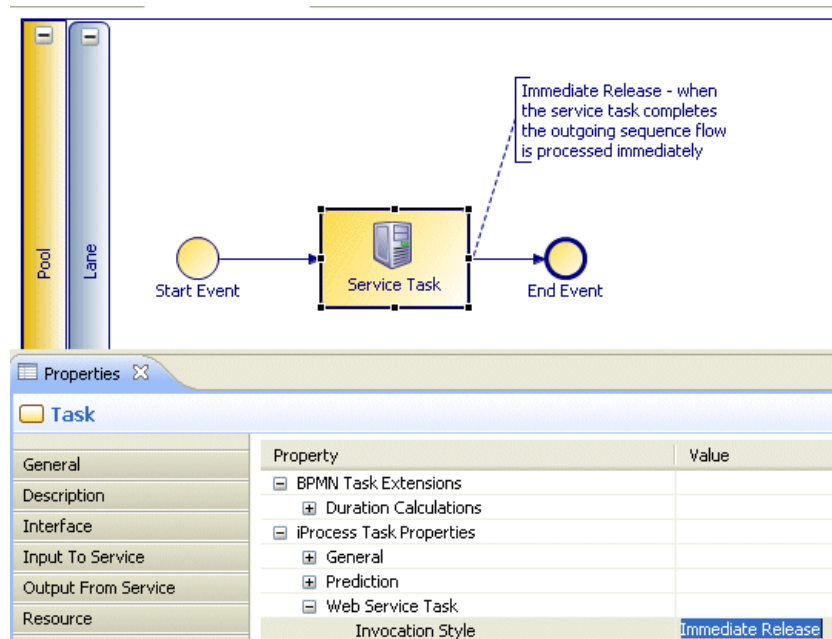 Pool
Lane
Immediate Release - when
the service task completes
the outgoing sequence flow
is processed immediately
Start Event
Service Task
End Event
Properties
Task
General
Description
Interface
Input To Service
Output From Service
Resource
Property Value
BPMN Task Extensions
Duration Calculations
iProcess Task Properties
General
Prediction
Web Service Task
Invocation Style Immediate Release